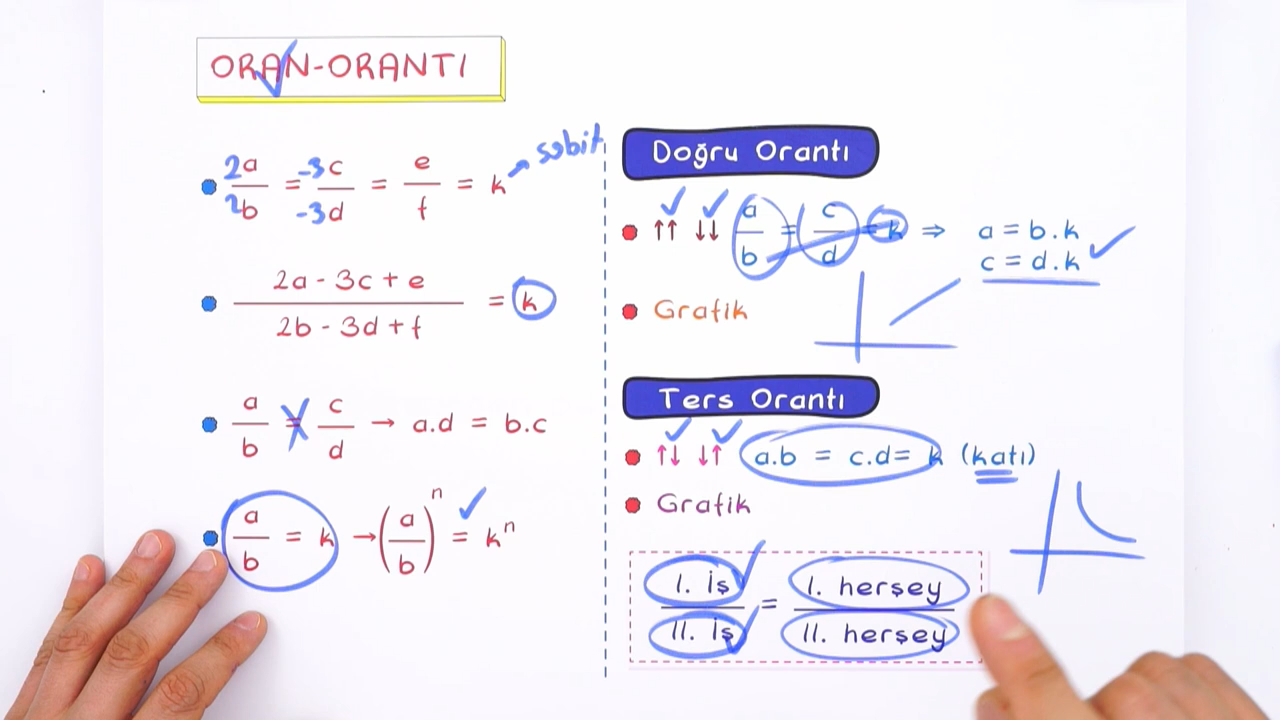 ORAN-ORANTI
2a/2b = -3c/-3d = e/f = k → sabit
2a - 3c + e / 2b - 3d + f = k
a/b = c/d → a.d = b.c
a/b = k → (a/b)ⁿ = kⁿ
Doğru Orantı
↑↑ ↓↓ a/b = c/d = k ⇒ a = b.k
c = d.k
Grafik
Ters Orantı
↑↓ ↓↑ a.b = c.d = k (katı)
Grafik
I. İş / II. İş = I. herşey / II. herşey